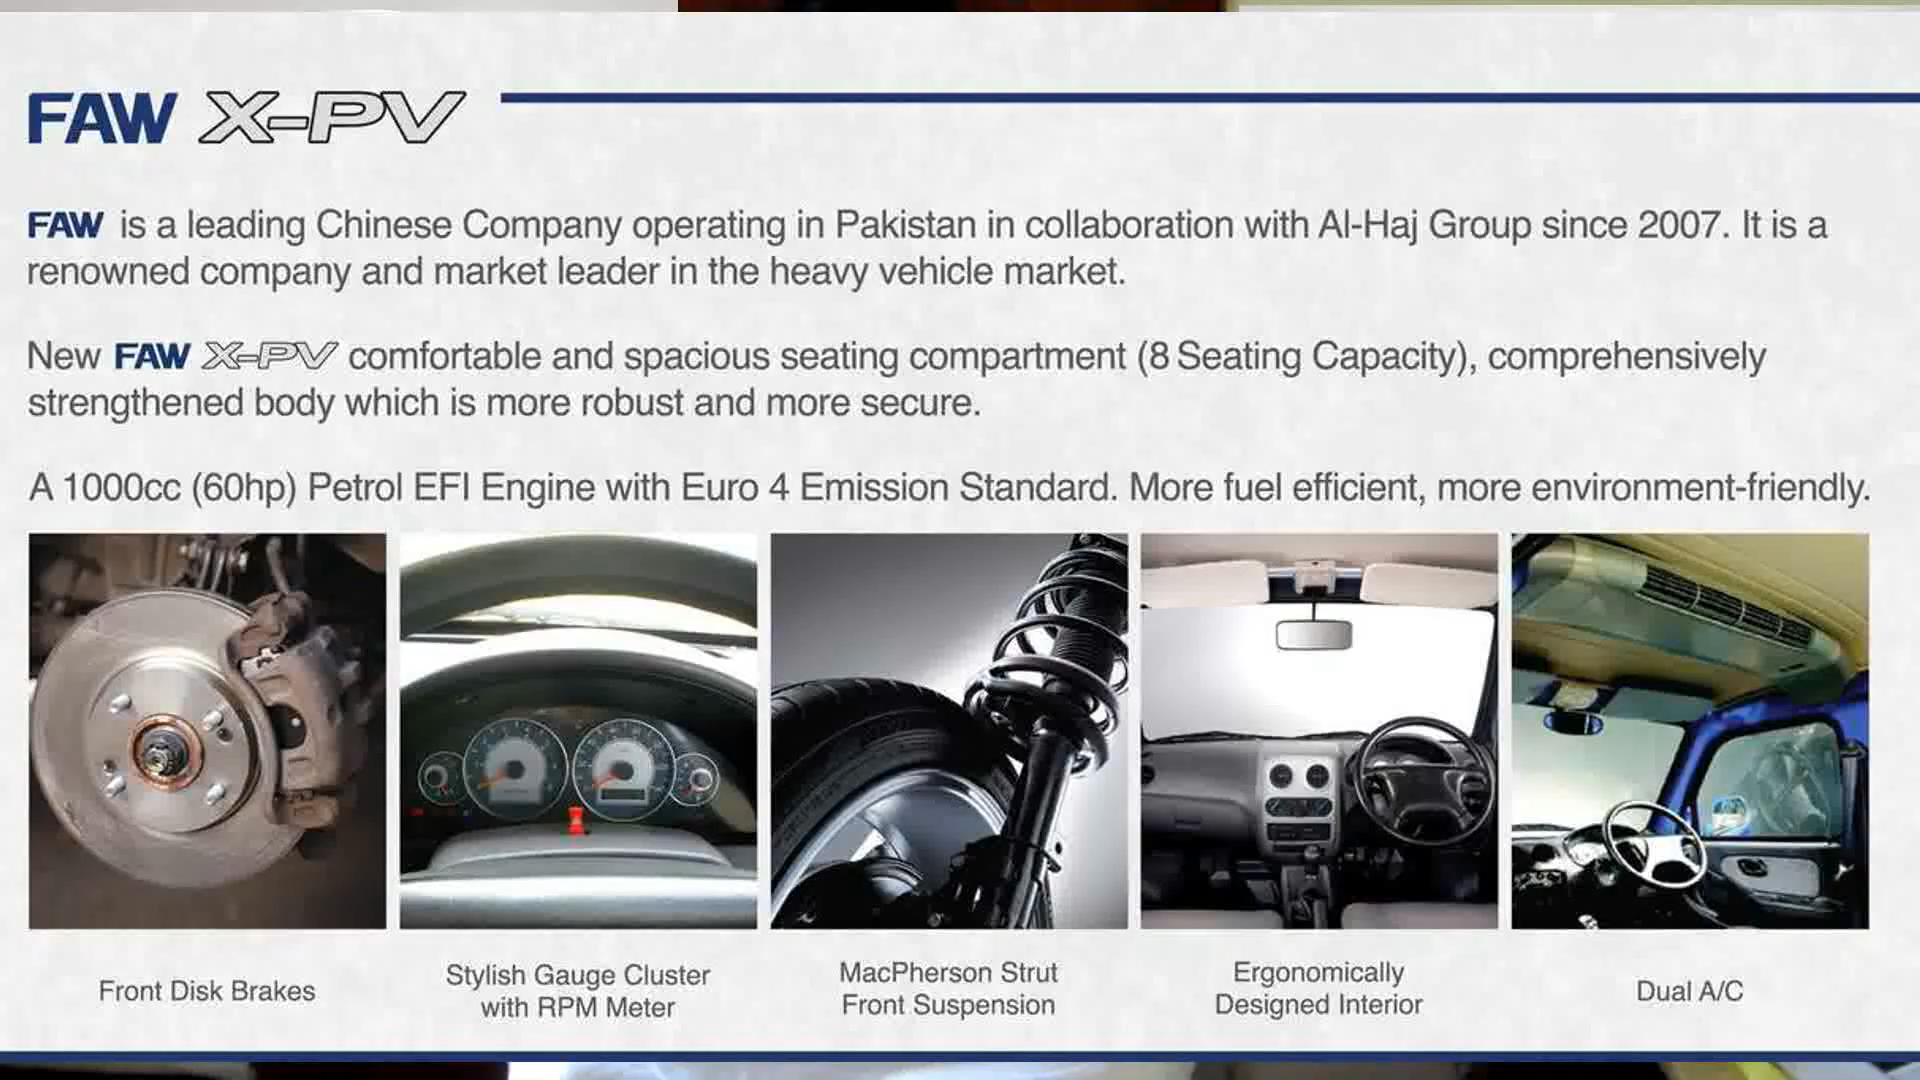 FAW X-PV
FAW is a leading Chinese Company operating in Pakistan in collaboration with Al-Haj Group since 2007. It is a
renowned company and market leader in the heavy vehicle market.
New FAW X-PV comfortable and spacious seating compartment (8 Seating Capacity), comprehensively
strengthened body which is more robust and more secure.
A 1000cc (60hp) Petrol EFI Engine with Euro 4 Emission Standard. More fuel efficient, more environment-friendly.
Front Disk Brakes
Stylish Gauge Cluster
with RPM Meter
MacPherson Strut
Front Suspension
Ergonomically
Designed Interior
Dual A/C